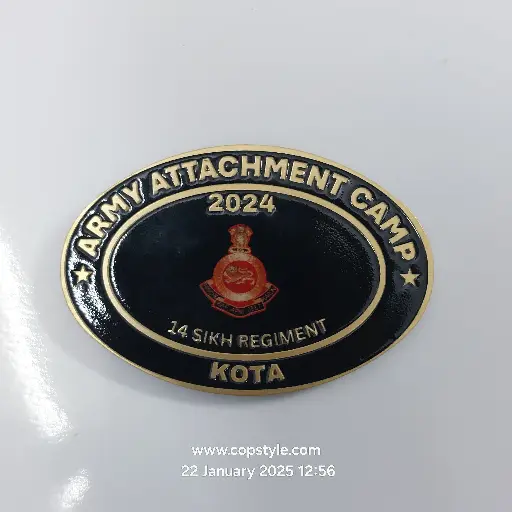 ARMY ATTACHMENT CAMP
2024
14 SIKH REGIMENT
KOTA
www.copstyle.com
22 January 2025 12:56